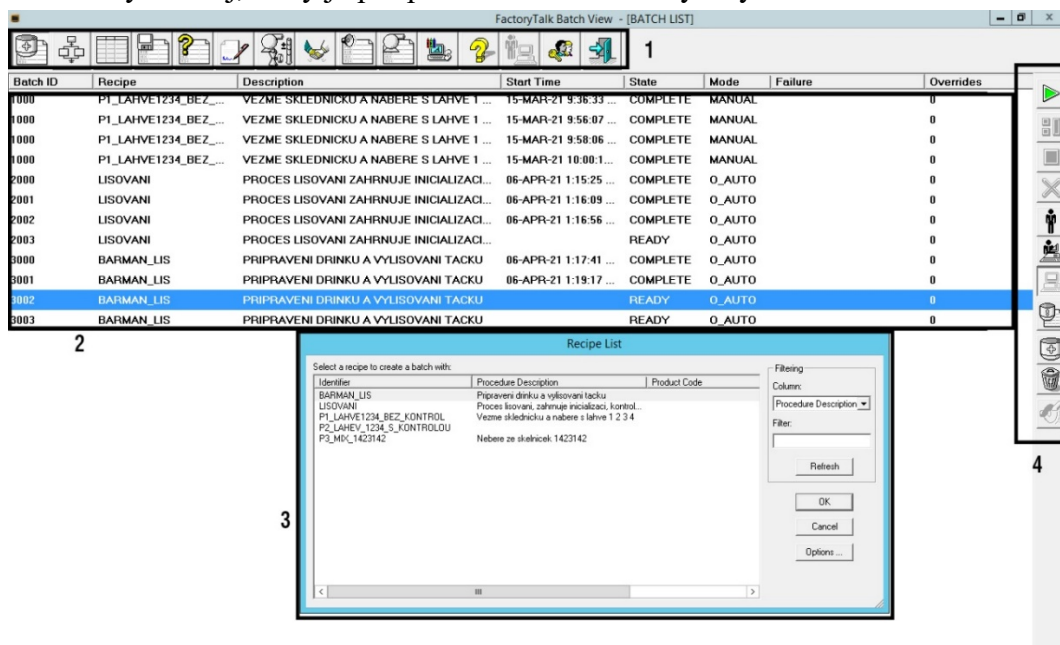 FactoryTalk Batch View - [BATCH LIST]
1
Batch ID Recipe Description Start Time State Mode Failure Overrides
1000 P1_LAHVE1234_BEZ_... VEZME SKLEDNICKU A NABERE S LAHVE 1 ... 15-MAR-21 9:36:33 ... COMPLETE MANUAL 0
1000 P1_LAHVE1234_BEZ_... VEZME SKLEDNICKU A NABERE S LAHVE 1 ... 15-MAR-21 9:56:07 ... COMPLETE MANUAL 0
1000 P1_LAHVE1234_BEZ_... VEZME SKLEDNICKU A NABERE S LAHVE 1 ... 15-MAR-21 9:58:06 ... COMPLETE MANUAL 0
1000 P1_LAHVE1234_BEZ_... VEZME SKLEDNICKU A NABERE S LAHVE 1 ... 15-MAR-21 10:00:1... COMPLETE MANUAL 0
2000 LISOVANI PROCES LISOVANI ZAHRNUJE INICIALIZACI... 06-APR-21 1:15:25 ... COMPLETE O_AUTO 0
2001 LISOVANI PROCES LISOVANI ZAHRNUJE INICIALIZACI... 06-APR-21 1:16:09 ... COMPLETE O_AUTO 0
2002 LISOVANI PROCES LISOVANI ZAHRNUJE INICIALIZACI... 06-APR-21 1:16:56 ... COMPLETE O_AUTO 0
2003 LISOVANI PROCES LISOVANI ZAHRNUJE INICIALIZACI... READY O_AUTO 0
3000 BARMAN_LIS PRIPRAVENI DRINKU A VYLISOVANI TACKU 06-APR-21 1:17:41 ... COMPLETE O_AUTO 0
3001 BARMAN_LIS PRIPRAVENI DRINKU A VYLISOVANI TACKU 06-APR-21 1:19:17 ... COMPLETE O_AUTO 0
3002 BARMAN_LIS PRIPRAVENI DRINKU A VYLISOVANI TACKU READY O_AUTO 0
3003 BARMAN_LIS PRIPRAVENI DRINKU A VYLISOVANI TACKU READY O_AUTO 0
2
Recipe List
Select a recipe to create a batch with:
Identifier Procedure Description Product Code
BARMAN_LIS Pripraveni drinku a vylisovani tacku
LISOVANI Proces lisovani, zahrnuje inicializaci, kontrol...
P1_LAHVE1234_BEZ_KONTROL Vezme sklednicku a nabere s lahve 1 2 3 4
P2_LAHEV_1234_S_KONTROLOU
P3_MIX_1423142 Nebere ze skelnicek 1423142
Filtering
Column:
Procedure Description
Filter:
Refresh
OK
Cancel
Options ...
3
4